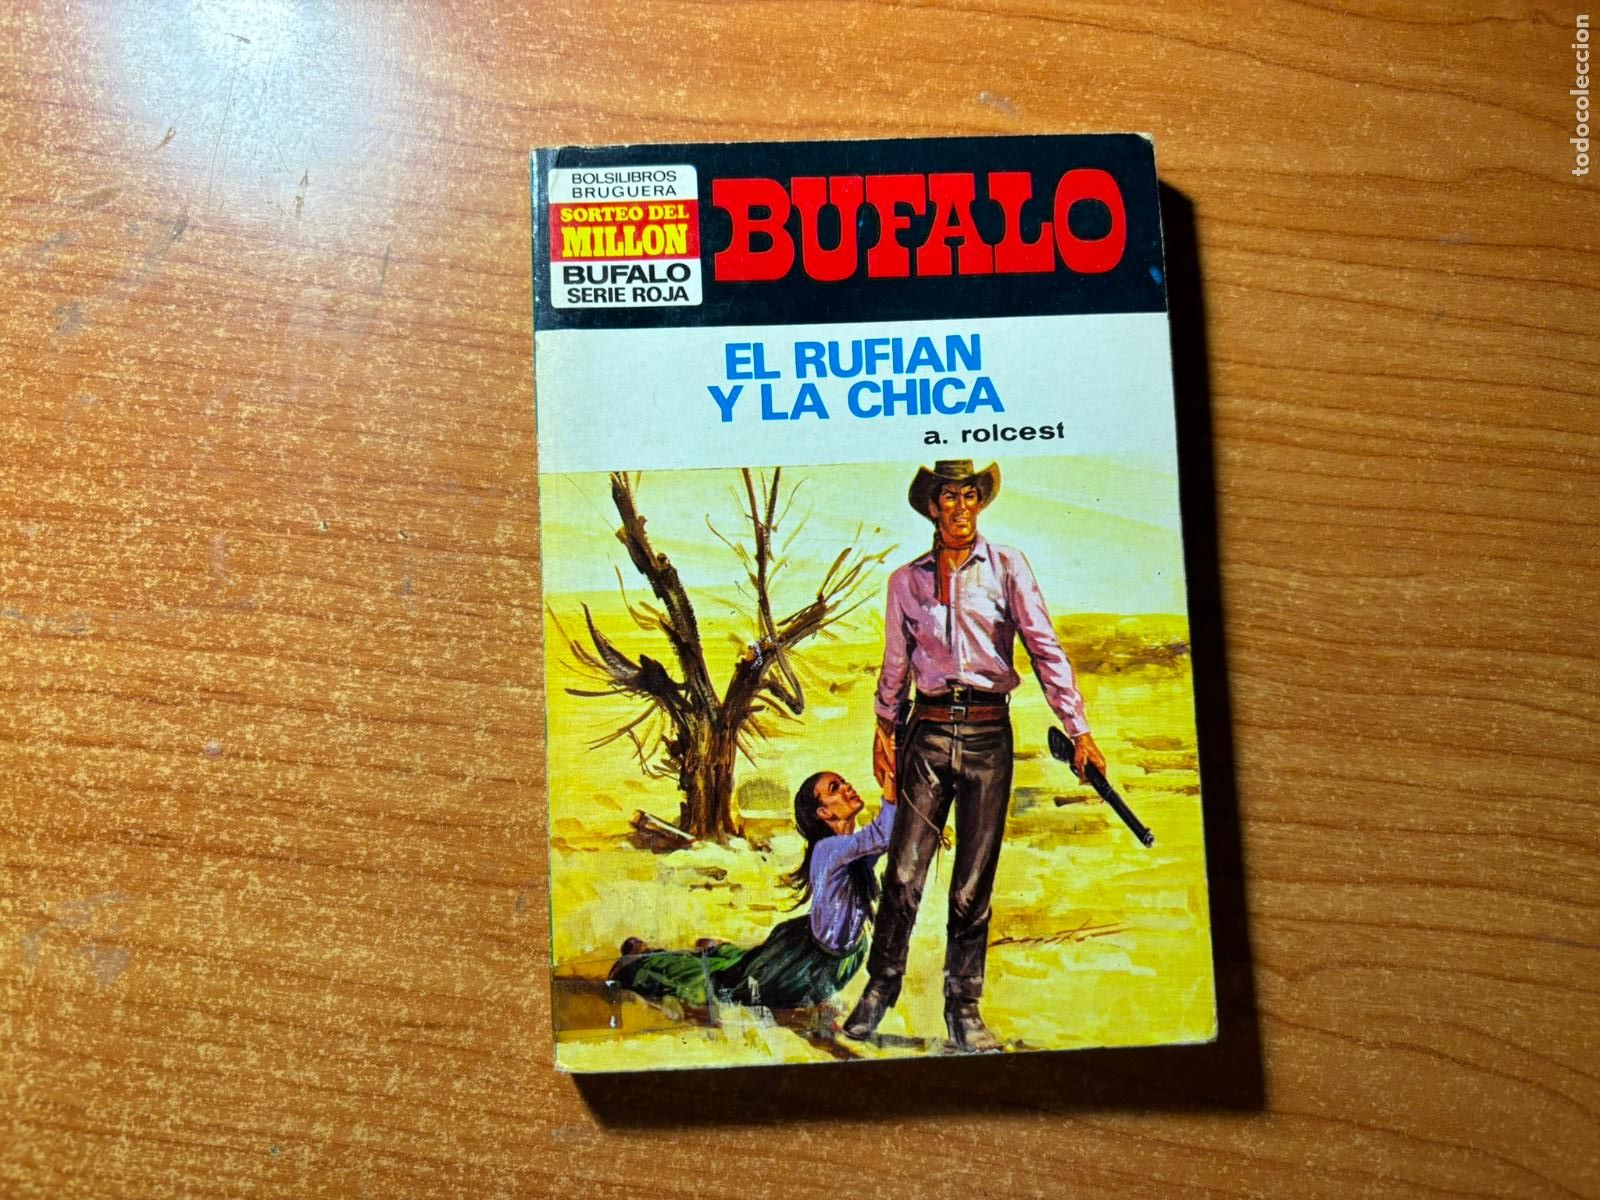 BOLSILIBROS
BRUGUERA
SORTEO DEL
MILLON
BUFALO
SERIE ROJA
BUFALO
EL RUFIAN
Y LA CHICA
a. rolcest
todocoleccion